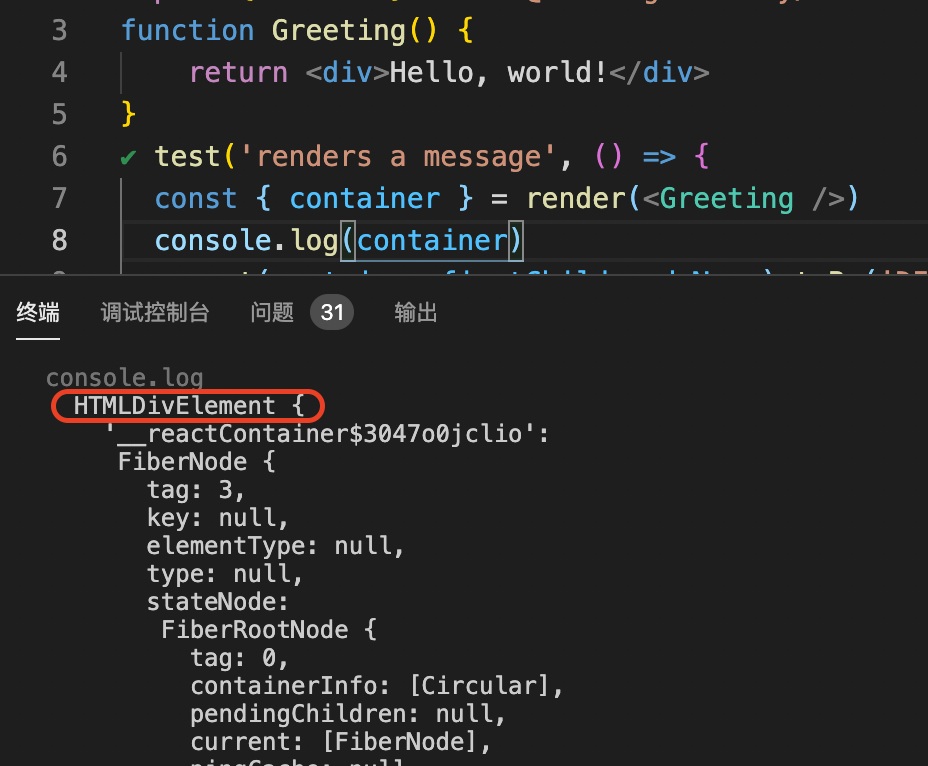 3 function Greeting() {
4 return <div>Hello, world!</div>
5 }
6 ✔ test('renders a message', () => {
7 const { container } = render(<Greeting />)
8 console.log(container)
终端 调试控制台 问题 31 输出
console.log
HTMLDivElement {
'__reactContainer$3047o0jclio':
FiberNode {
tag: 3,
key: null,
elementType: null,
type: null,
stateNode:
FiberRootNode {
tag: 0,
containerInfo: [Circular],
pendingChildren: null,
current: [FiberNode],